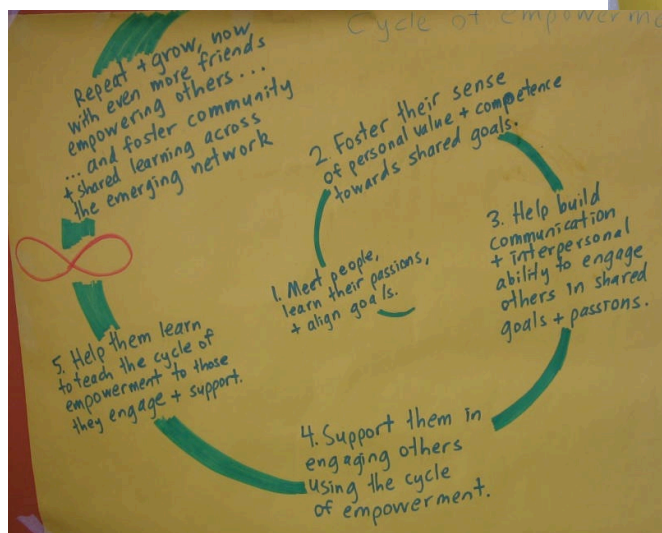 Cycle of empowerme
1. Meet people,
learn their passions,
+ align goals.
2. Foster their sense
of personal value + competence
towards shared goals.
3. Help build
communication
+ interpersonal
ability to engage
others in shared
goals + passions.
4. Support them in
engaging others
using the cycle
of empowerment.
5. Help them learn
to teach the cycle of
empowerment to those
they engage + support.
Repeat + grow, now
with even more friends
empowering others...
... and foster community
+ shared learning across
the emerging network